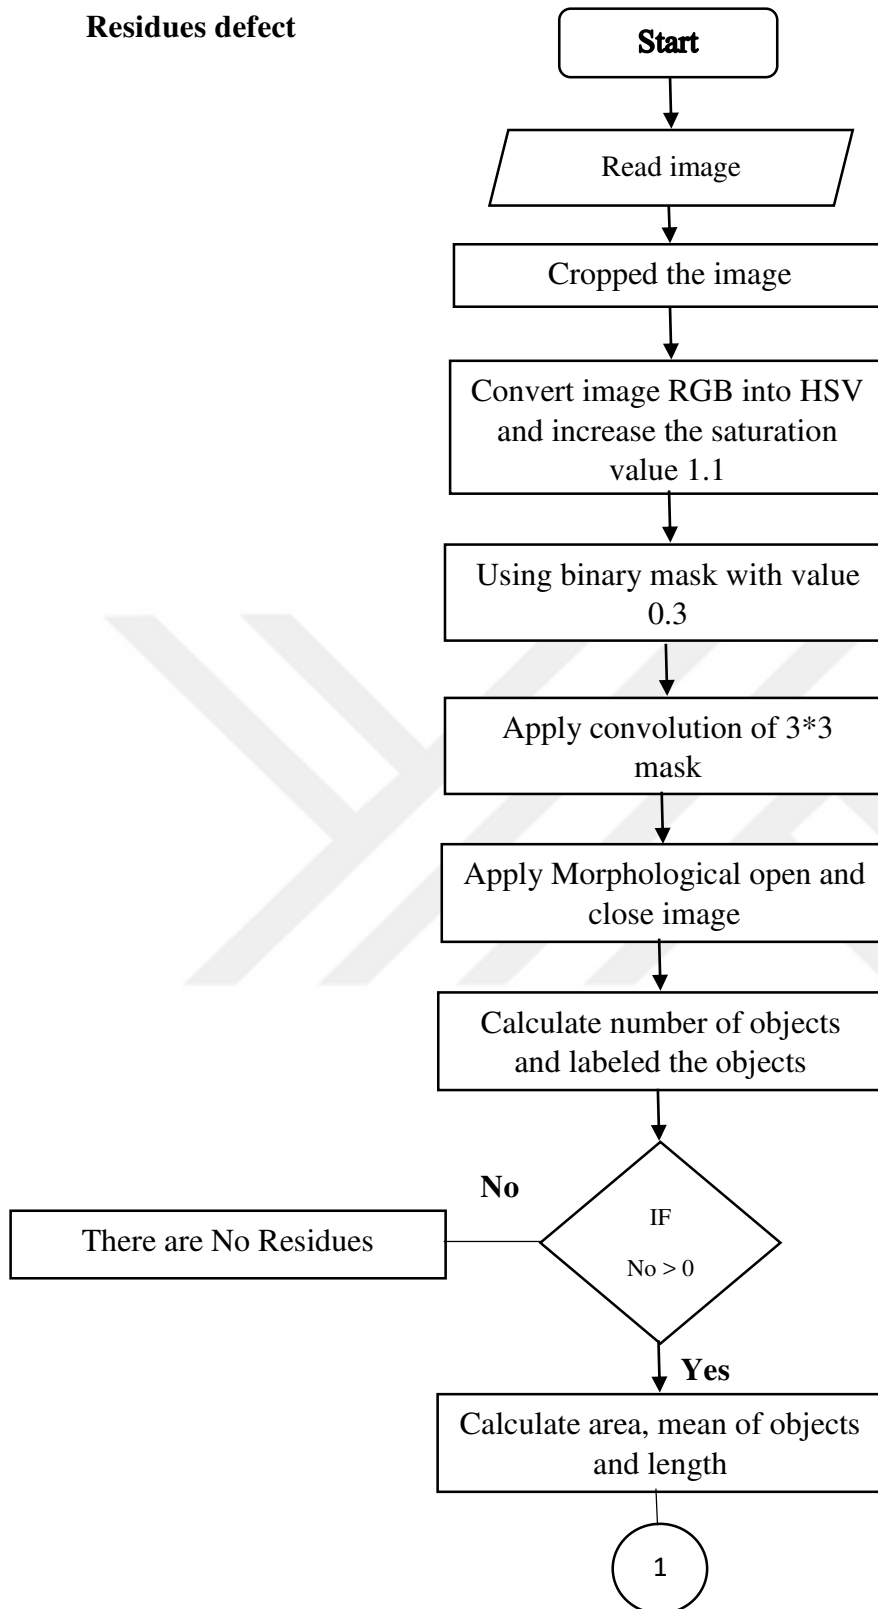 Residues defect
Start
Read image
Cropped the image
Convert image RGB into HSV
and increase the saturation
value 1.1
Using binary mask with value
0.3
Apply convolution of 3*3
mask
Apply Morphological open and
close image
Calculate number of objects
and labeled the objects
No
IF
No > 0
There are No Residues
Yes
Calculate area, mean of objects
and length
1